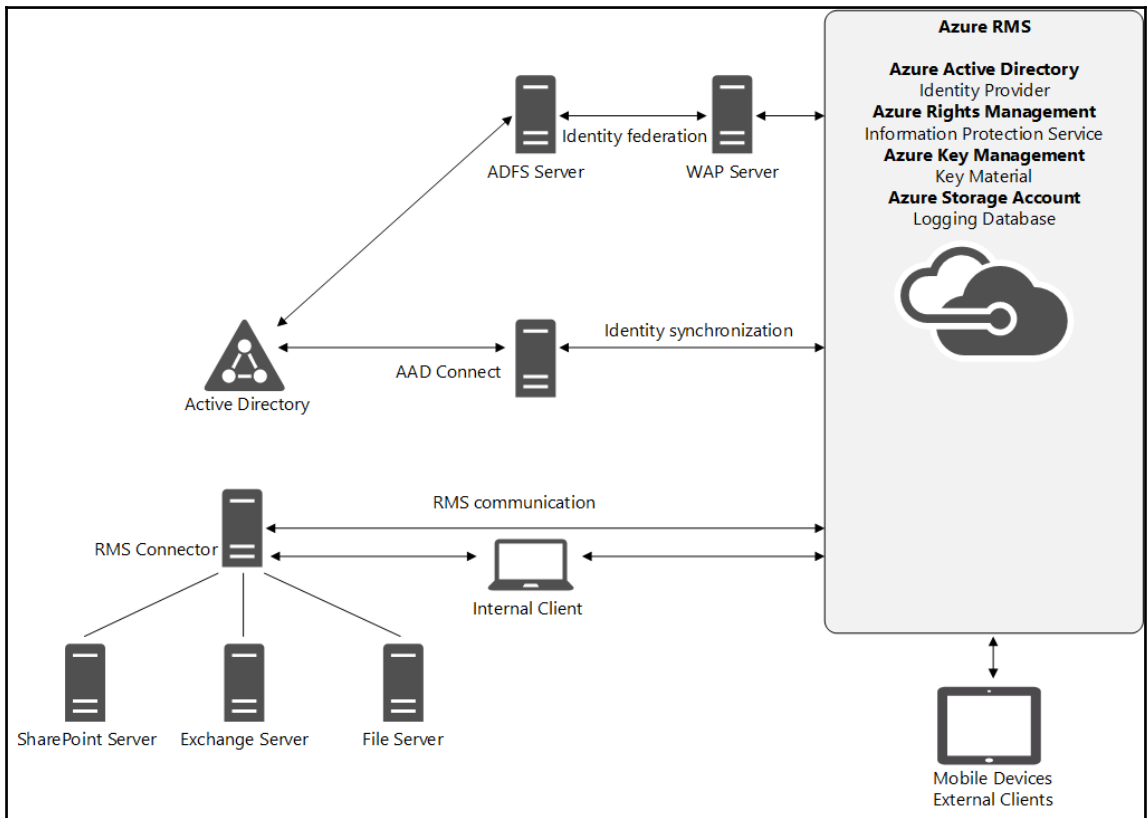 Azure RMS
Azure Active Directory
Identity Provider
Azure Rights Management
Information Protection Service
Azure Key Management
Key Material
Azure Storage Account
Logging Database
Identity federation
ADFS Server
WAP Server
Identity synchronization
AAD Connect
Active Directory
RMS communication
RMS Connector
Internal Client
SharePoint Server
Exchange Server
File Server
Mobile Devices
External Clients